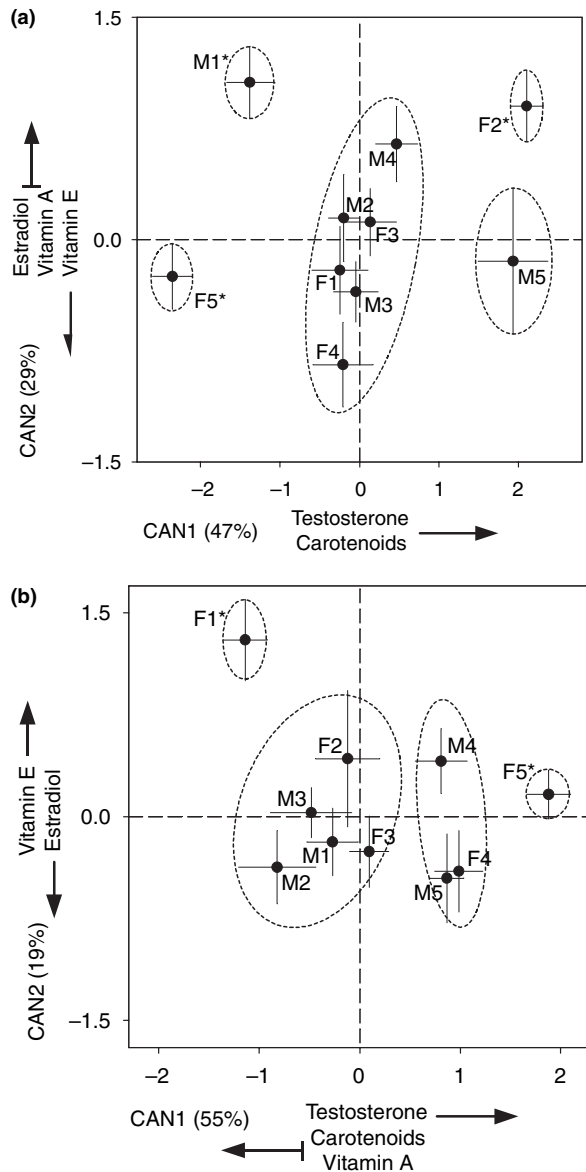 (a)
1.5
M1*
F2*
M4
M2
F3
0.0
Estradiol
Vitamin A
Vitamin E
F1
M5
F5*
M3
F4
CAN2 (29%)
−1.5
−2
−1
0
1
2
CAN1 (47%)
Testosterone
Carotenoids
(b)
1.5
F1*
F2
M4
F5*
M3
0.0
Vitamin E
Estradiol
M1
F3
M2
F4
M5
CAN2 (19%)
−1.5
−2
−1
0
1
2
CAN1 (55%)
Testosterone
Carotenoids
Vitamin A